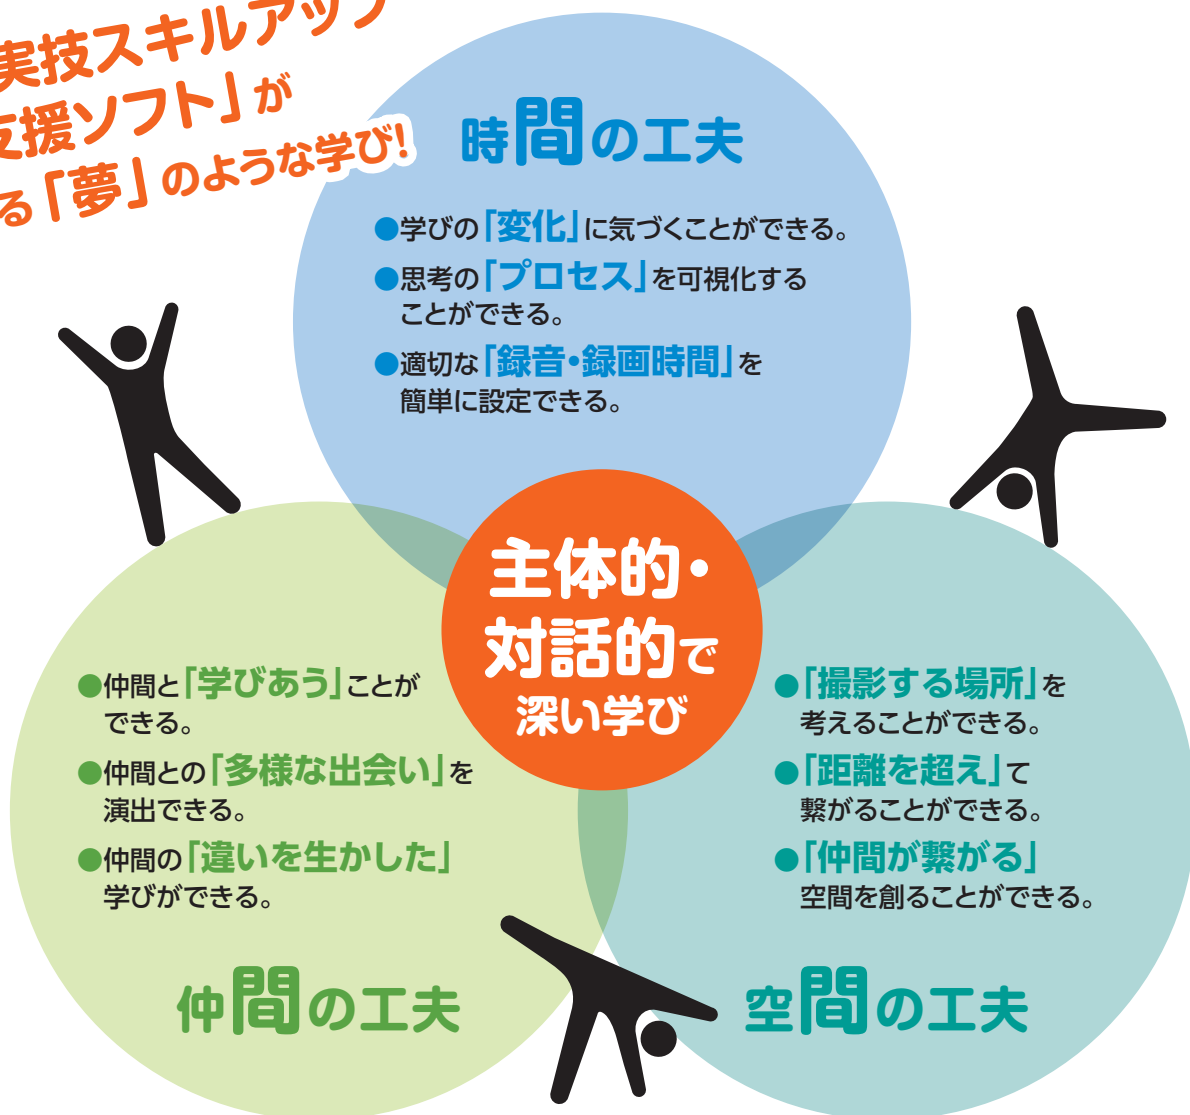 実技スキルアップ
支援ソフト」が
る「夢」のような学び!
時間の工夫
●学びの「変化」に気づくことができる。
●思考の「プロセス」を可視化する
ことができる。
●適切な「録音・録画時間」を
簡単に設定できる。
主体的・
対話的で
深い学び
●仲間と「学びあう」ことが
できる。
●仲間との「多様な出会い」を
演出できる。
●仲間の「違いを生かした」
学びができる。
仲間の工夫
●「撮影する場所」を
考えることができる。
●「距離を超え」て
繋がることができる。
●「仲間が繋がる」
空間を創ることができる。
空間の工夫